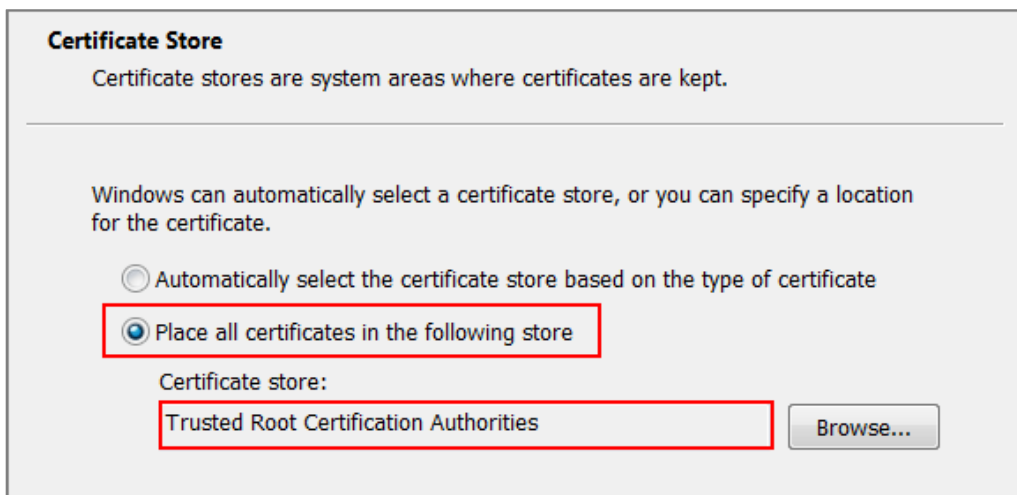 Certificate Store
Certificate stores are system areas where certificates are kept.
Windows can automatically select a certificate store, or you can specify a location
for the certificate.
Automatically select the certificate store based on the type of certificate
Place all certificates in the following store
Certificate store:
Trusted Root Certification Authorities
Browse...